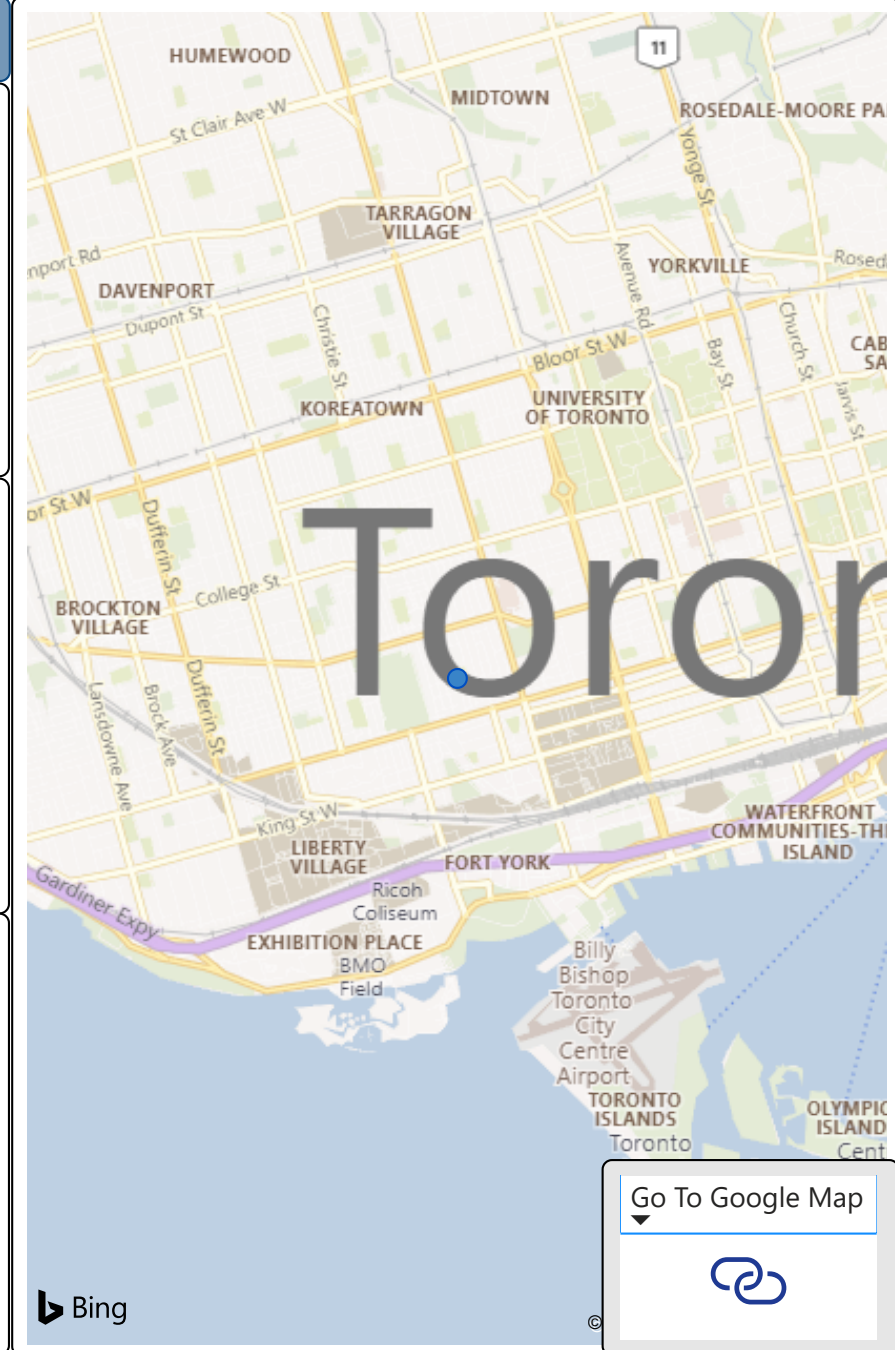 HUMEWOOD
11
MIDTOWN
St Clair Ave W
ROSEDALE-MOORE PA
Yonge St
TARRAGON
VILLAGE
nport Rd
Avenue Rd
YORKVILLE
Rosed
DAVENPORT
Dupont St
Christie St
Church St
Bloor St W
Bay St
CAB
SA
UNIVERSITY
OF TORONTO
KOREATOWN
Jarvis St
or St W
Dufferin St
Toror
College St
BROCKTON
VILLAGE
Dufferin St
Lansdowne Ave
Brock Ave
King St W
WATERFRONT
COMMUNITIES-THE
ISLAND
LIBERTY
VILLAGE
FORT YORK
Gardiner Expy
Ricoh
Coliseum
EXHIBITION PLACE
BMO
Field
Billy
Bishop
Toronto
City
Centre
Airport
TORONTO
ISLANDS
Toronto
OLYMPIC
ISLAND
Cent
Go To Google Map
Bing
©